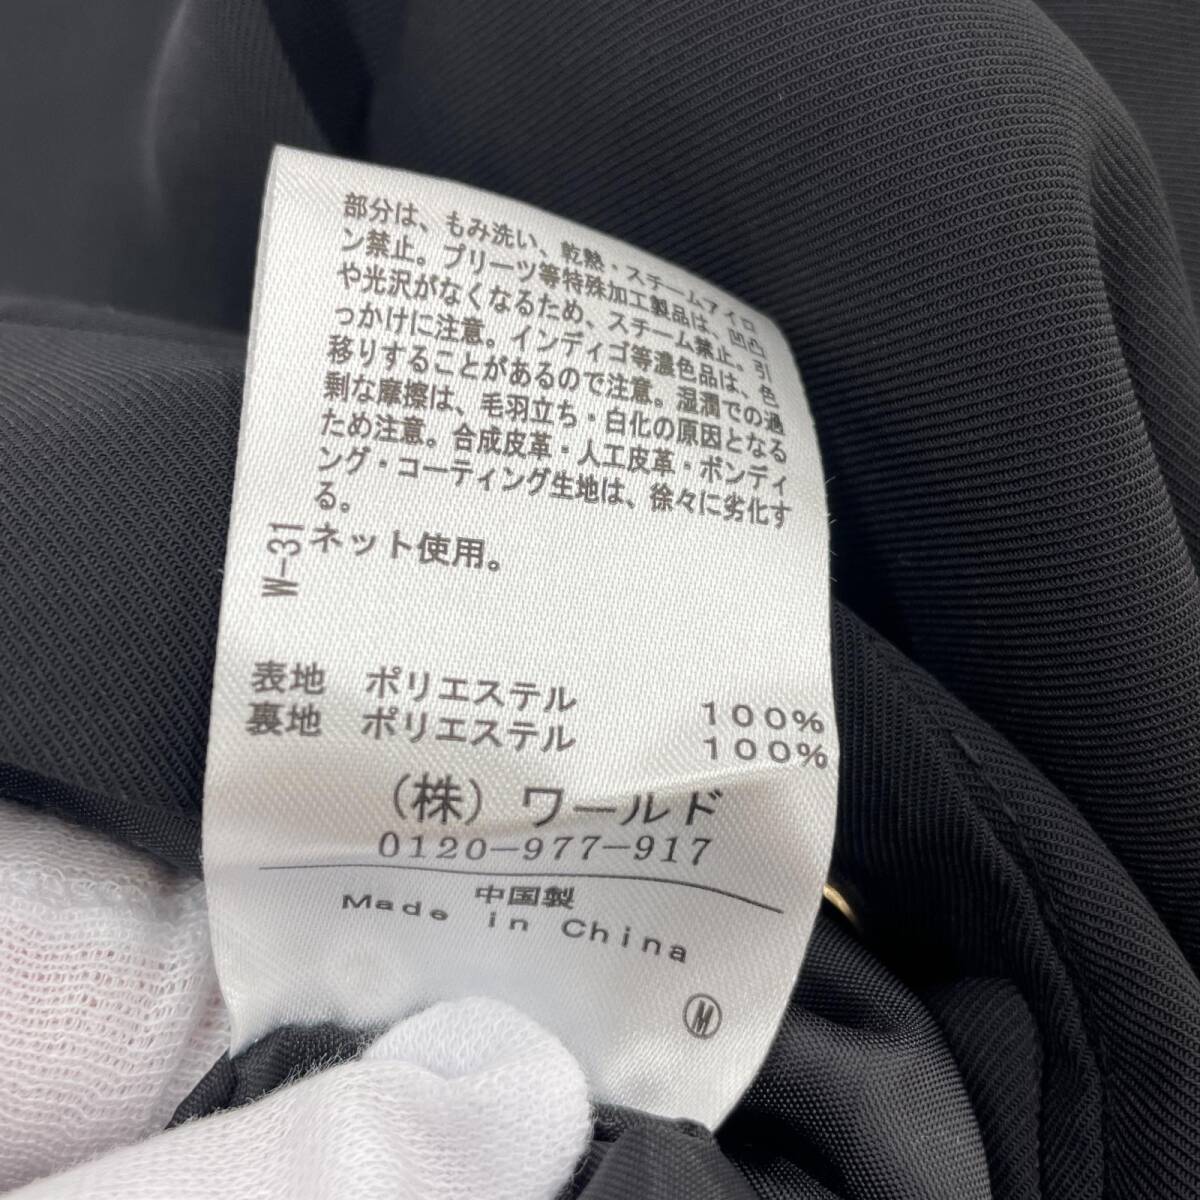 部分は、もみ洗い、乾熱・スチームアイロ
ン禁止。プリーツ等特殊加工製品は、凹凸
や光沢がなくなるため、スチーム禁止。引
っかけに注意。インディゴ等濃色品は、色
移りすることがあるので注意。湿潤での過
剰な摩擦は、毛羽立ち・白化の原因となる
ため注意。合成皮革・人工皮革・ボンディ
ング・コーティング生地は、徐々に劣化す
る。
ネット使用。
W-31
表地 ポリエステル 100%
裏地 ポリエステル 100%
(株) ワールド
0120-977-917
中国製
Made in China
M